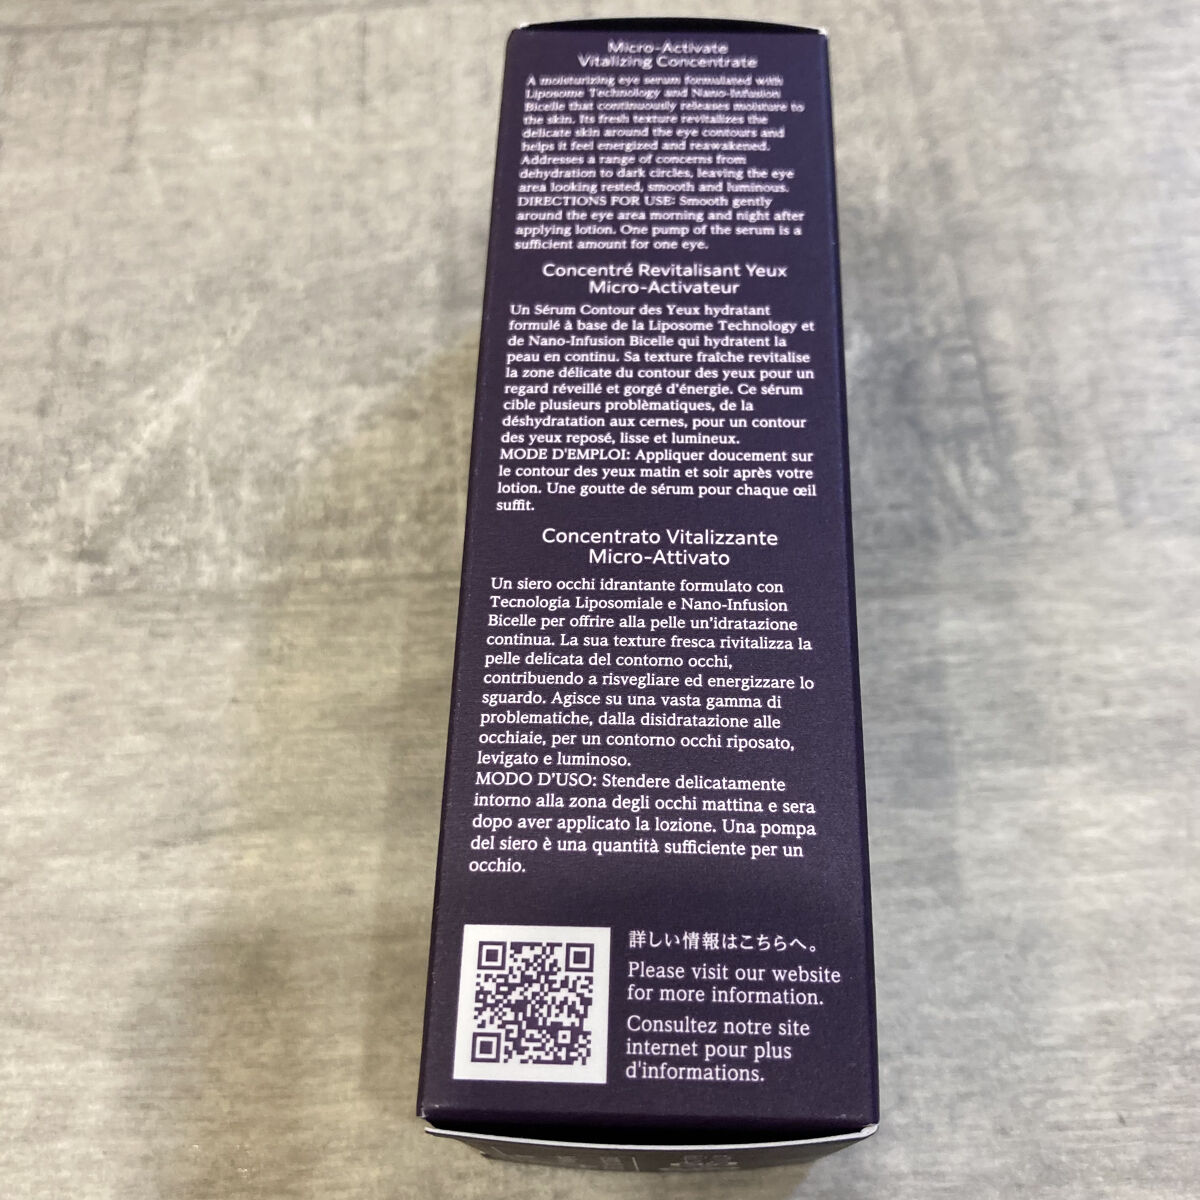 Micro-Activate
Vitalizing Concentrate
A moisturizing eye serum formulated with
Liposome Technology and Nano-Infusion
Bicelle that continuously releases moisture to
the skin. Its fresh texture revitalizes the
delicate skin around the eye contours and
helps it feel energized and reawakened.
Addresses a range of concerns from
dehydration to dark circles, leaving the eye
area looking rested, smooth and luminous.
DIRECTIONS FOR USE: Smooth gently
around the eye area morning and night after
applying lotion. One pump of the serum is a
sufficient amount for one eye.
Concentré Revitalisant Yeux
Micro-Activateur
Un Sérum Contour des Yeux hydratant
formulé à base de la Liposome Technology et
de Nano-Infusion Bicelle qui hydratent la
peau en continu. Sa texture fraîche revitalise
la zone délicate du contour des yeux pour un
regard réveillé et gorgé d'énergie. Ce sérum
cible plusieurs problèmatiques, de la
déshydratation aux cernes, pour un contour
des yeux reposé, lisse et lumineux.
MODE D'EMPLOI: Appliquer doucement sur
le contour des yeux matin et soir après votre
lotion. Une goutte de sérum pour chaque œil
suffit.
Concentrato Vitalizzante
Micro-Attivato
Un siero occhi idrantante formulato con
Tecnologia Liposomiale e Nano-Infusion
Bicelle per offrire alla pelle un'idratazione
continua. La sua texture fresca rivitalizza la
pelle delicata del contorno occhi,
contribuendo a risvegliare ed energizzare lo
sguardo. Agisce su una vasta gamma di
problematiche, dalla disidratazione alle
occhiaie, per un contorno occhi riposato,
levigato e luminoso.
MODO D'USO: Stendere delicatamente
intorno alla zona degli occhi mattina e sera
dopo aver applicato la lozione. Una pompa
del siero è una quantità sufficiente per un
occhio.
詳しい情報はこちらへ。
Please visit our website
for more information.
Consultez notre site
internet pour plus
d'informations.